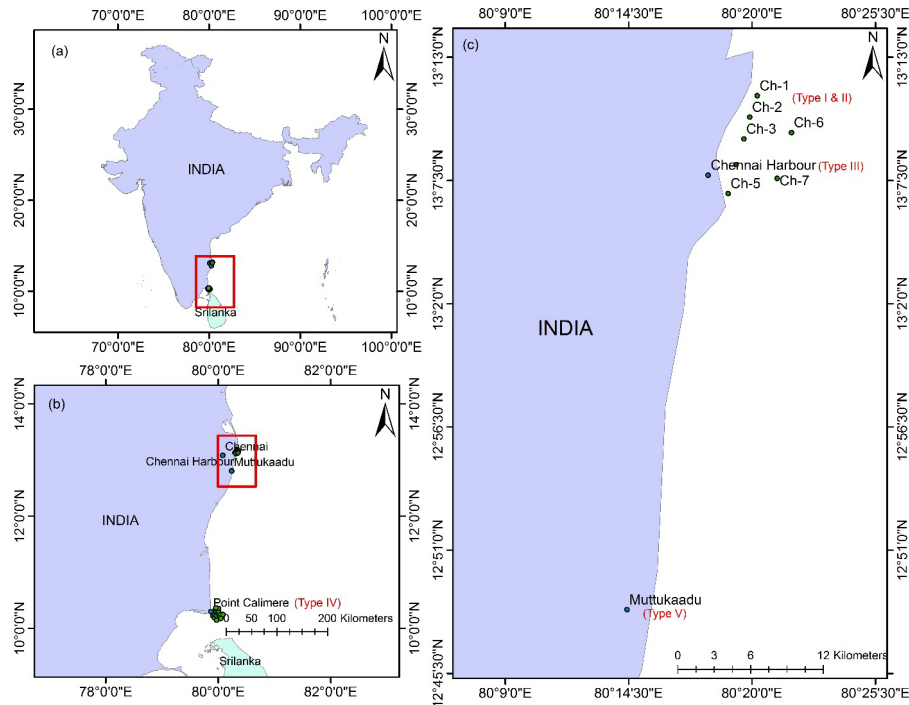 70°0'0"E 80°0'0"E 90°0'0"E 100°0'0"E
(a)
N
30°0'0"N
20°0'0"N
10°0'0"N
INDIA
Srilanka
70°0'0"E 80°0'0"E 90°0'0"E 100°0'0"E
78°0'0"E 80°0'0"E 82°0'0"E
(b)
N
14°0'0"N
12°0'0"N
10°0'0"N
Chennai
Chennai Harbour Muttukaadu
INDIA
Point Calimere (Type IV)
0 50 100 200 Kilometers
Srilanka
78°0'0"E 80°0'0"E 82°0'0"E
14°0'0"N
12°0'0"N
10°0'0"N
80°9'0"E 80°14'30"E 80°20'0"E 80°25'30"E
(c)
N
13°13'0"N
13°7'30"N
13°2'0"N
12°56'30"N
12°51'0"N
12°45'30"N
Ch-1
(Type I & II)
Ch-2
Ch-3 Ch-6
Chennai Harbour (Type III)
Ch-5 Ch-7
INDIA
Muttukaadu
(Type V)
0 3 6 12 Kilometers
80°9'0"E 80°14'30"E 80°20'0"E 80°25'30"E
13°13'0"N
13°7'30"N
13°2'0"N
12°56'30"N
12°51'0"N
12°45'30"N